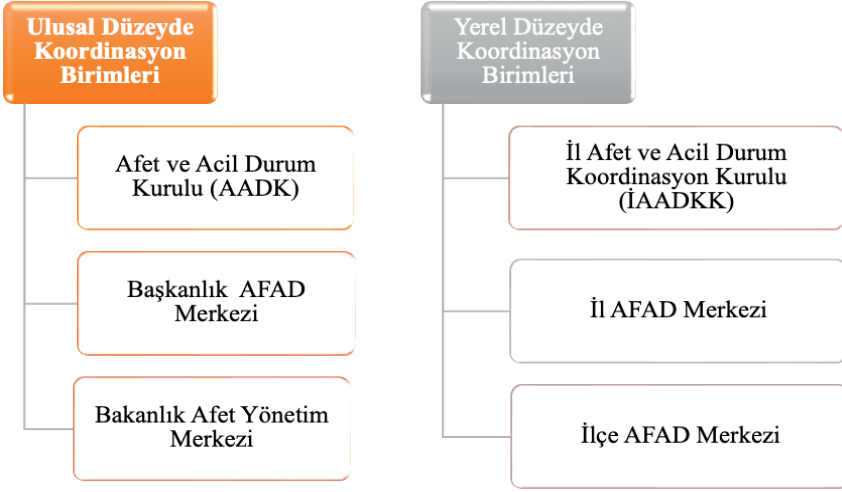 Ulusal Düzeyde
Koordinasyon
Birimleri
Afet ve Acil Durum
Kurulu (AADK)
Başkanlık AFAD
Merkezi
Bakanlık Afet Yönetim
Merkezi
Yerel Düzeyde
Koordinasyon
Birimleri
İl Afet ve Acil Durum
Koordinasyon Kurulu
(İAADKK)
İl AFAD Merkezi
İlçe AFAD Merkezi